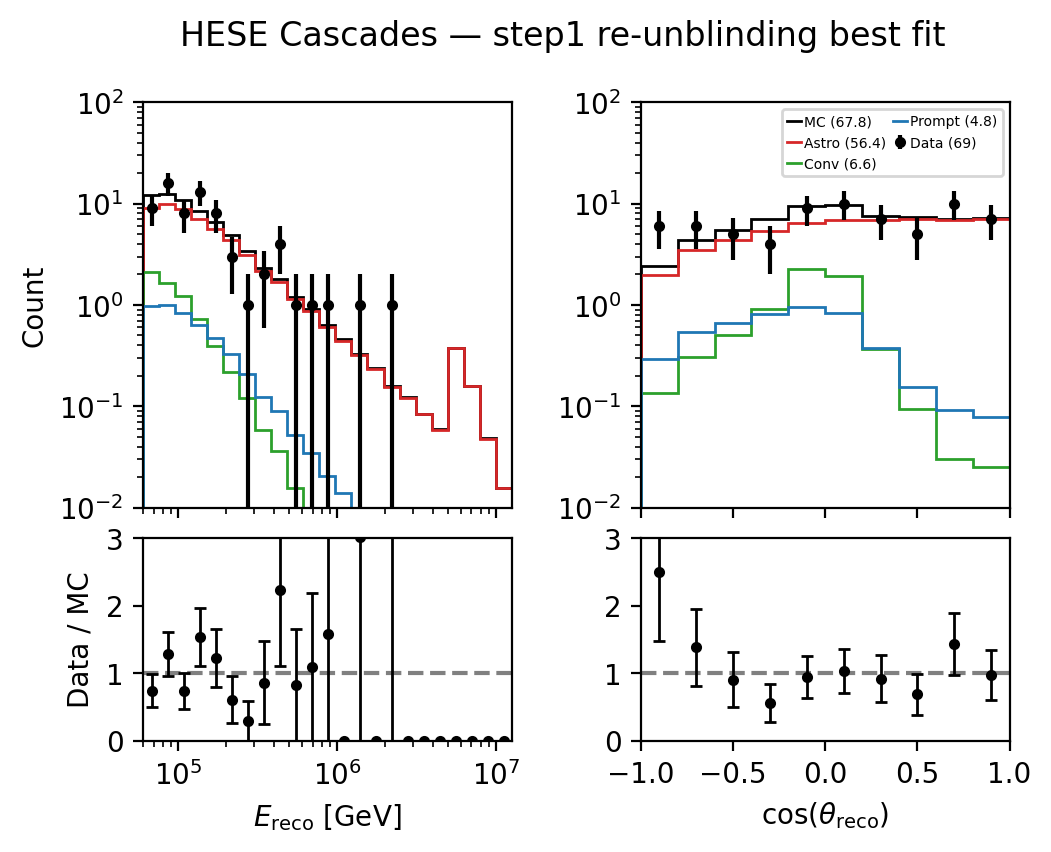 HESE Cascades — step1 re-unblinding best fit
Count
10²
10¹
10⁰
10⁻¹
10⁻²
10²
10¹
10⁰
10⁻¹
10⁻²
MC (67.8)
Astro (56.4)
Conv (6.6)
Prompt (4.8)
Data (69)
Data / MC
3
2
1
0
10⁵ 10⁶ 10⁷
E_reco [GeV]
3
2
1
0
−1.0 −0.5 0.0 0.5 1.0
cos(θ_reco)